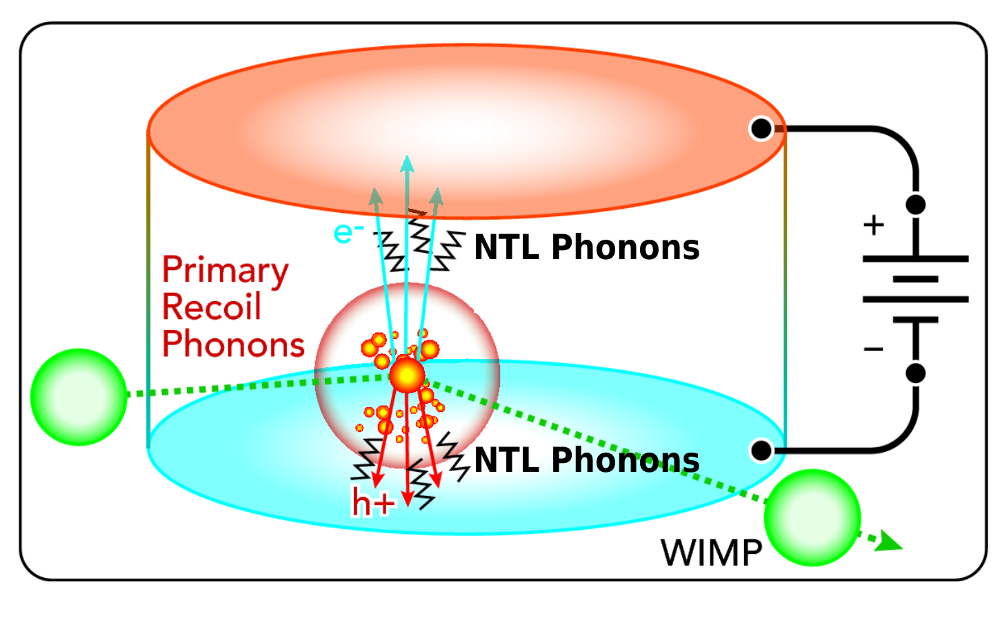 e-
NTL Phonons
+
Primary
Recoil
Phonons
−
NTL Phonons
h+
WIMP